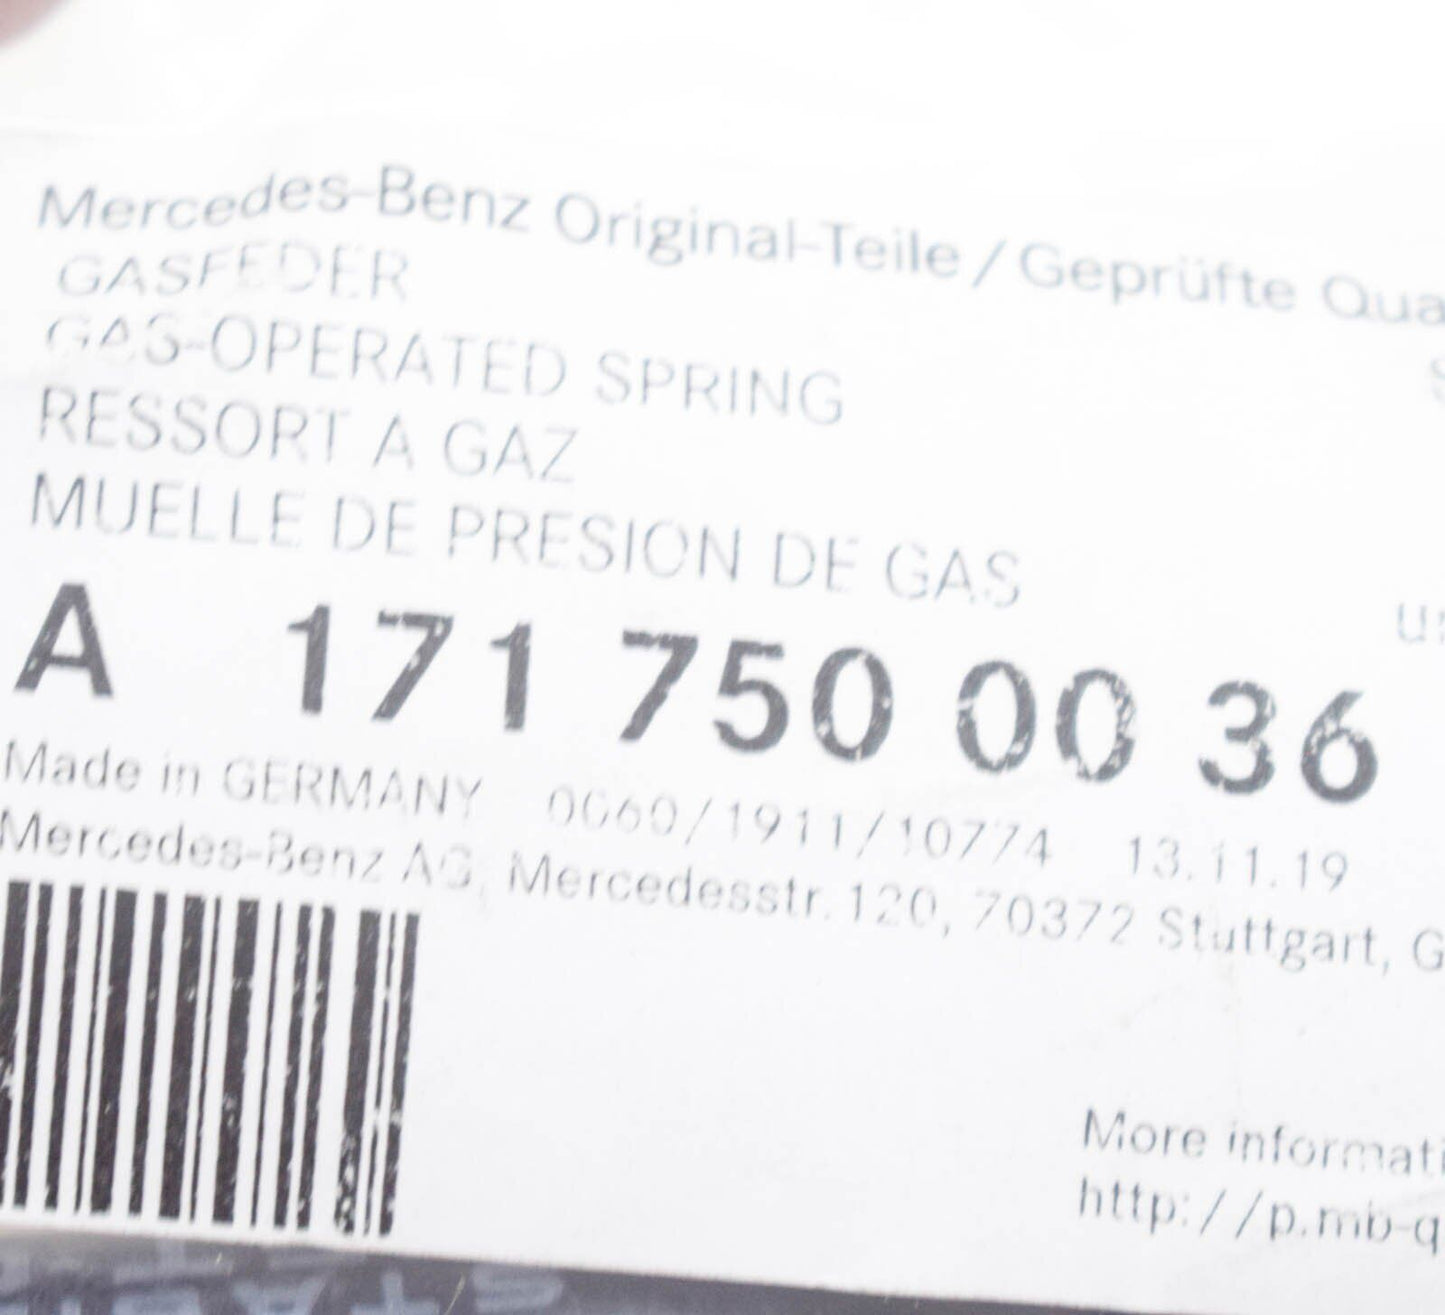 Mercedes-Benz Original-Teile / Geprüfte Qua
GASFEDER
GAS-OPERATED SPRING
RESSORT A GAZ
MUELLE DE PRESION DE GAS
A 171 750 00 36
Made in GERMANY 0060/1911/10774 13.11.19
Mercedes-Benz AG, Mercedesstr. 120, 70372 Stuttgart, G
More informati
http://p.mb-q